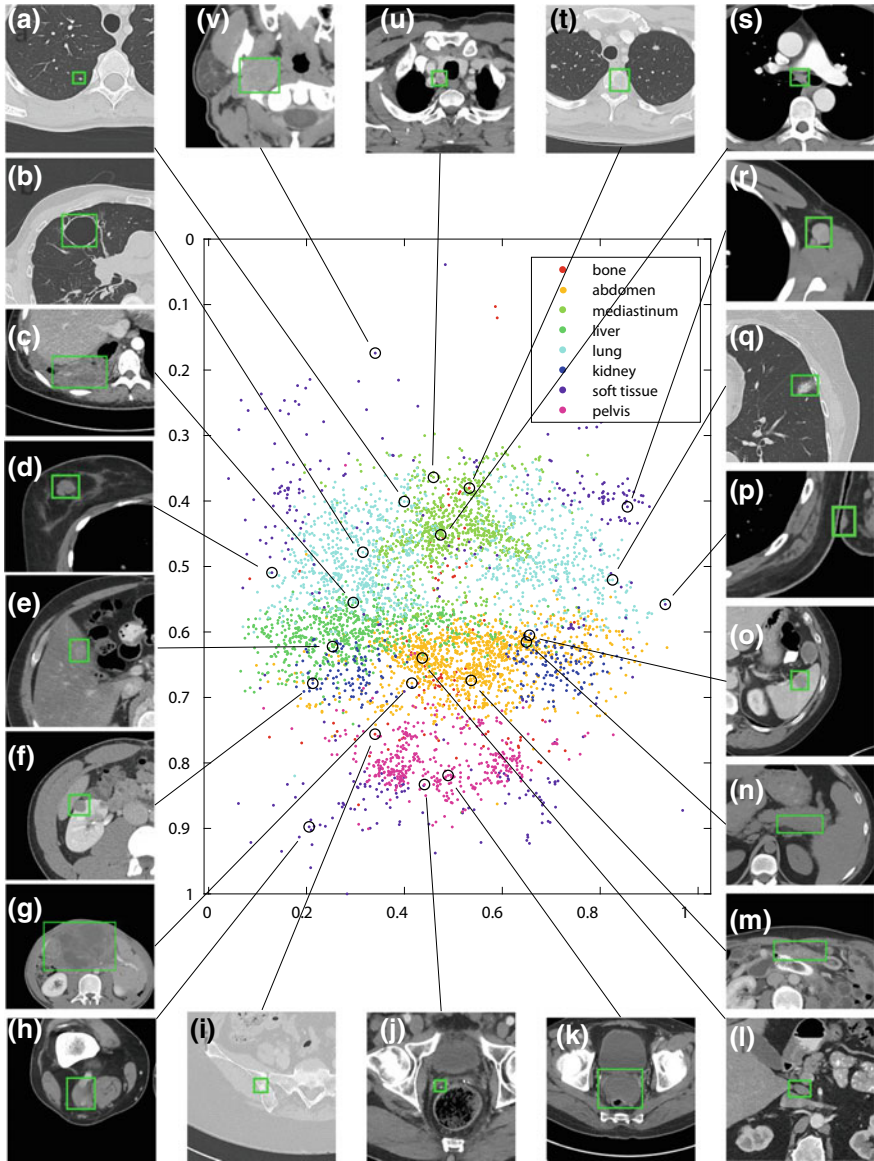 (a)
(v)
(u)
(t)
(s)
(b)
(r)
(c)
(q)
(d)
(p)
(e)
(o)
(f)
(n)
(g)
(m)
(h)
(i)
(j)
(k)
(l)
0
0.1
0.2
0.3
0.4
0.5
0.6
0.7
0.8
0.9
1
0 0.2 0.4 0.6 0.8 1
bone
abdomen
mediastinum
liver
lung
kidney
soft tissue
pelvis